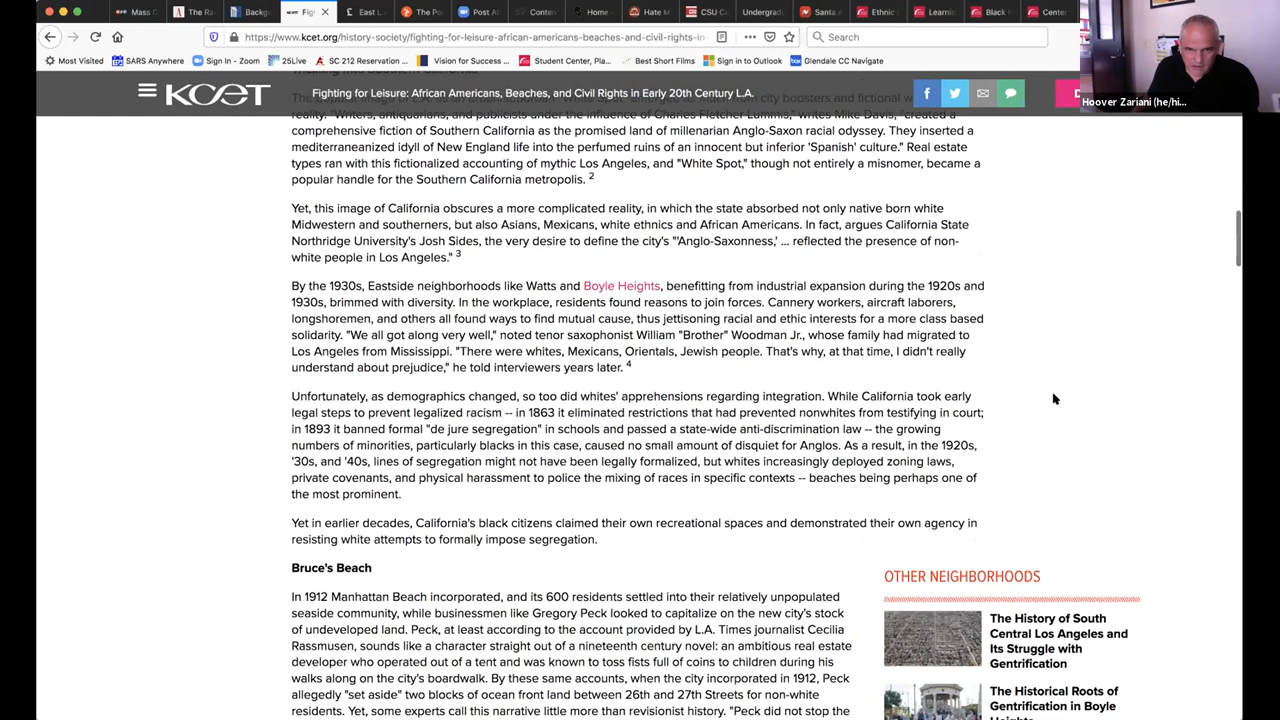 Mass D
The Ra
Backg
Fig
East L
The Po
Post A
Contex
Home
Hate M
CSU Ca
Undergrad
Santa A
Ethnic
Learnin
Black
Center
https://www.kcet.org/history-society/fighting-for-leisure-african-americans-beaches-and-civil-rights-in-
Search
Most Visited
SARS Anywhere
Sign In - Zoom
25Live
SC 212 Reservation ...
Vision for Success ...
Student Center, Pla...
Best Short Films
Sign in to Outlook
Glendale CC Navigate
Hoover Zariani (he/hi...
KCET
Fighting for Leisure: African Americans, Beaches, and Civil Rights in Early 20th Century L.A.
D
reality. "Writers, antiquarians, and publicists under the influence of Charles Fletcher Lummis," writes Mike Davis, "created a
comprehensive fiction of Southern California as the promised land of millenarian Anglo-Saxon racial odyssey. They inserted a
mediterraneanized idyll of New England life into the perfumed ruins of an innocent but inferior 'Spanish' culture." Real estate
types ran with this fictionalized accounting of mythic Los Angeles, and "White Spot," though not entirely a misnomer, became a
popular handle for the Southern California metropolis. 2
Yet, this image of California obscures a more complicated reality, in which the state absorbed not only native born white
Midwestern and southerners, but also Asians, Mexicans, white ethnics and African Americans. In fact, argues California State
Northridge University's Josh Sides, the very desire to define the city's "'Anglo-Saxonness,' ... reflected the presence of non-
white people in Los Angeles." 3
By the 1930s, Eastside neighborhoods like Watts and Boyle Heights, benefitting from industrial expansion during the 1920s and
1930s, brimmed with diversity. In the workplace, residents found reasons to join forces. Cannery workers, aircraft laborers,
longshoremen, and others all found ways to find mutual cause, thus jettisoning racial and ethnic interests for a more class based
solidarity. "We all got along very well," noted tenor saxophonist William "Brother" Woodman Jr., whose family had migrated to
Los Angeles from Mississippi. "There were whites, Mexicans, Orientals, Jewish people. That's why, at that time, I didn't really
understand about prejudice," he told interviewers years later. 4
Unfortunately, as demographics changed, so too did whites' apprehensions regarding integration. While California took early
legal steps to prevent legalized racism -- in 1863 it eliminated restrictions that had prevented nonwhites from testifying in court;
in 1893 it banned formal "de jure segregation" in schools and passed a state-wide anti-discrimination law -- the growing
numbers of minorities, particularly blacks in this case, caused no small amount of disquiet for Anglos. As a result, in the 1920s,
'30s, and '40s, lines of segregation might not have been legally formalized, but whites increasingly deployed zoning laws,
private covenants, and physical harassment to police the mixing of races in specific contexts -- beaches being perhaps one of
the most prominent.
Yet in earlier decades, California's black citizens claimed their own recreational spaces and demonstrated their own agency in
resisting white attempts to formally impose segregation.
Bruce's Beach
In 1912 Manhattan Beach incorporated, and its 600 residents settled into their relatively unpopulated
seaside community, while businessmen like Gregory Peck looked to capitalize on the new city's stock
of undeveloped land. Peck, at least according to the account provided by L.A. Times journalist Cecilia
Rasmussen, sounds like a character straight out of a nineteenth century novel: an ambitious real estate
developer who operated out of a tent and was known to toss fists full of coins to children during his
walks along on the city's boardwalk. By these same accounts, when the city incorporated in 1912, Peck
allegedly "set aside" two blocks of ocean front land between 26th and 27th Streets for non-white
residents. Yet, some experts call this narrative little more than revisionist history. "Peck did not stop the
OTHER NEIGHBORHOODS
The History of South
Central Los Angeles and
Its Struggle with
Gentrification
The Historical Roots of
Gentrification in Boyle